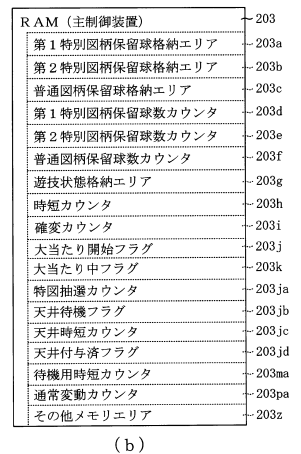 RAM（主制御装置） 203
第１特別図柄保留球格納エリア 203a
第２特別図柄保留球格納エリア 203b
普通図柄保留球格納エリア 203c
第１特別図柄保留球数カウンタ 203d
第２特別図柄保留球数カウンタ 203e
普通図柄保留球数カウンタ 203f
遊技状態格納エリア 203g
時短カウンタ 203h
確変カウンタ 203i
大当たり開始フラグ 203j
大当たり中フラグ 203k
特図抽選カウンタ 203ja
天井待機フラグ 203jb
天井時短カウンタ 203jc
天井付与済フラグ 203jd
待機用時短カウンタ 203ma
通常変動カウンタ 203pa
その他メモリエリア 203z
(b)